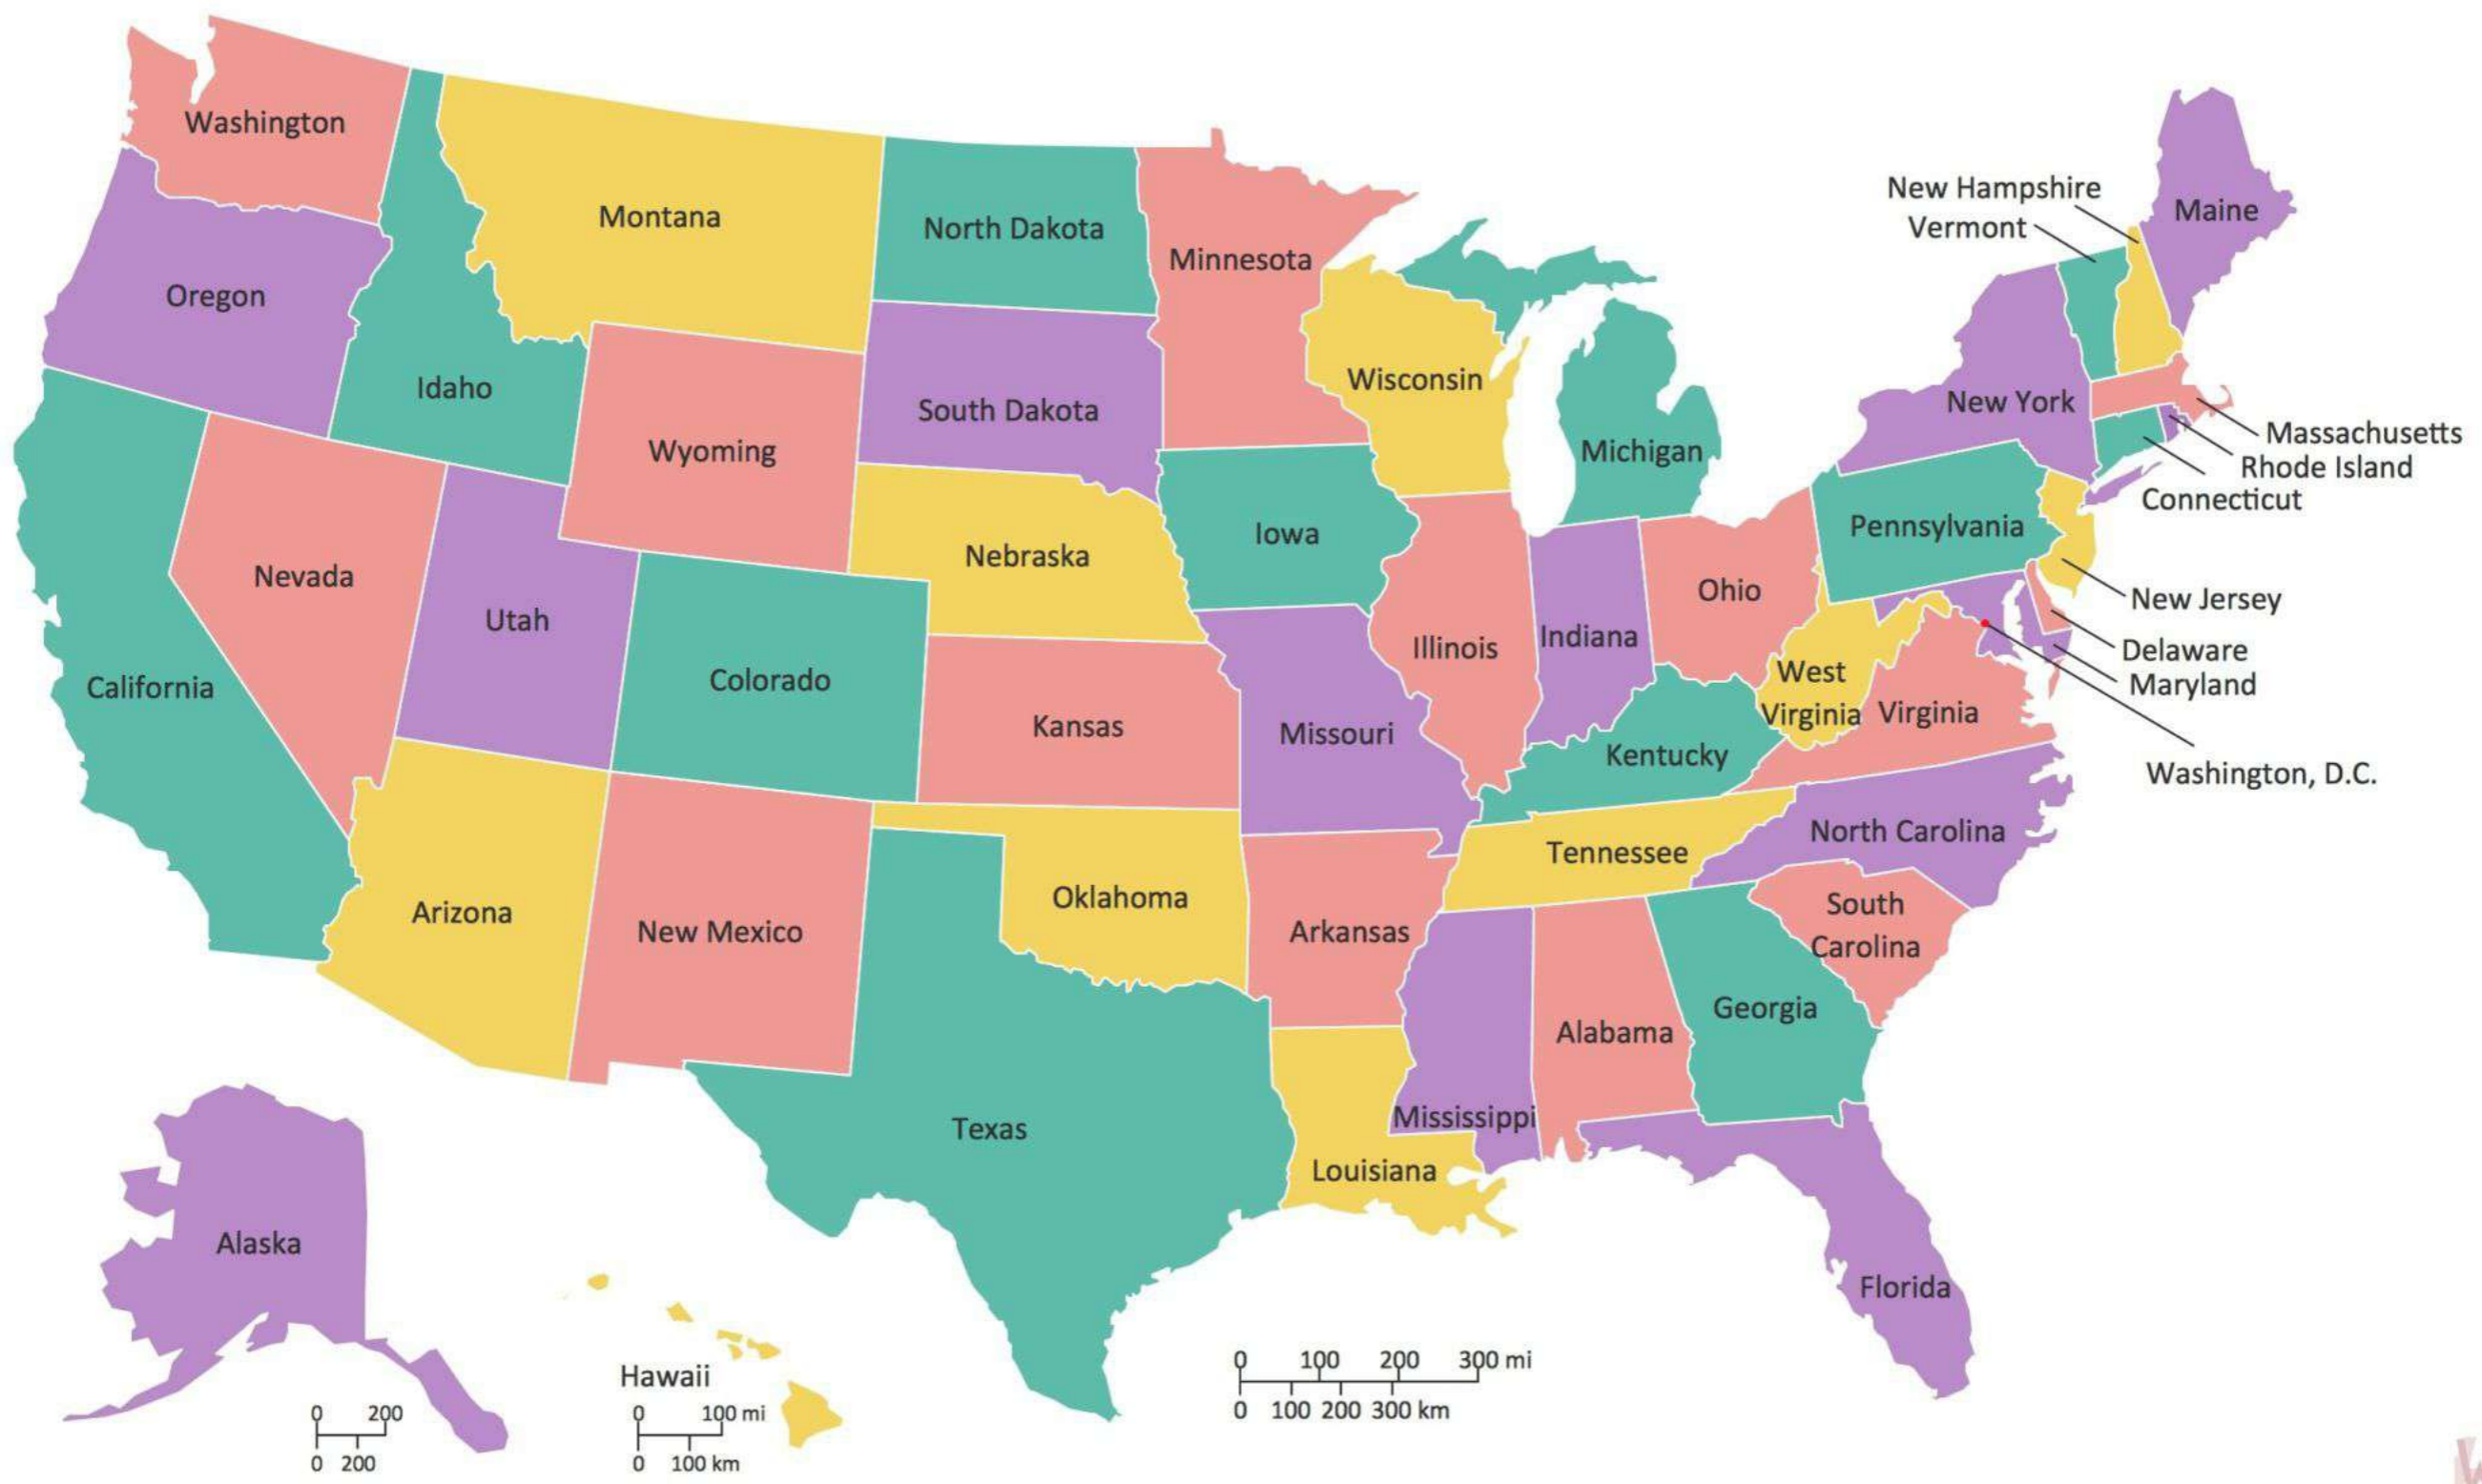 Washington
Oregon
Idaho
Montana
Wyoming
North Dakota
South Dakota
Minnesota
Wisconsin
Michigan
Nebraska
Iowa
California
Nevada
Utah
Colorado
Kansas
Missouri
Illinois
Indiana
Ohio
Kentucky
West
Virginia
Virginia
Pennsylvania
New York
New Hampshire
Vermont
Maine
Massachusetts
Rhode Island
Connecticut
New Jersey
Delaware
Maryland
Washington, D.C.
Arizona
New Mexico
Oklahoma
Texas
Arkansas
Louisiana
Mississippi
Alabama
Tennessee
North Carolina
South
Carolina
Georgia
Florida
Alaska
0 200
0 200
Hawaii
0 100 mi
0 100 km
0 100 200 300 mi
0 100 200 300 km